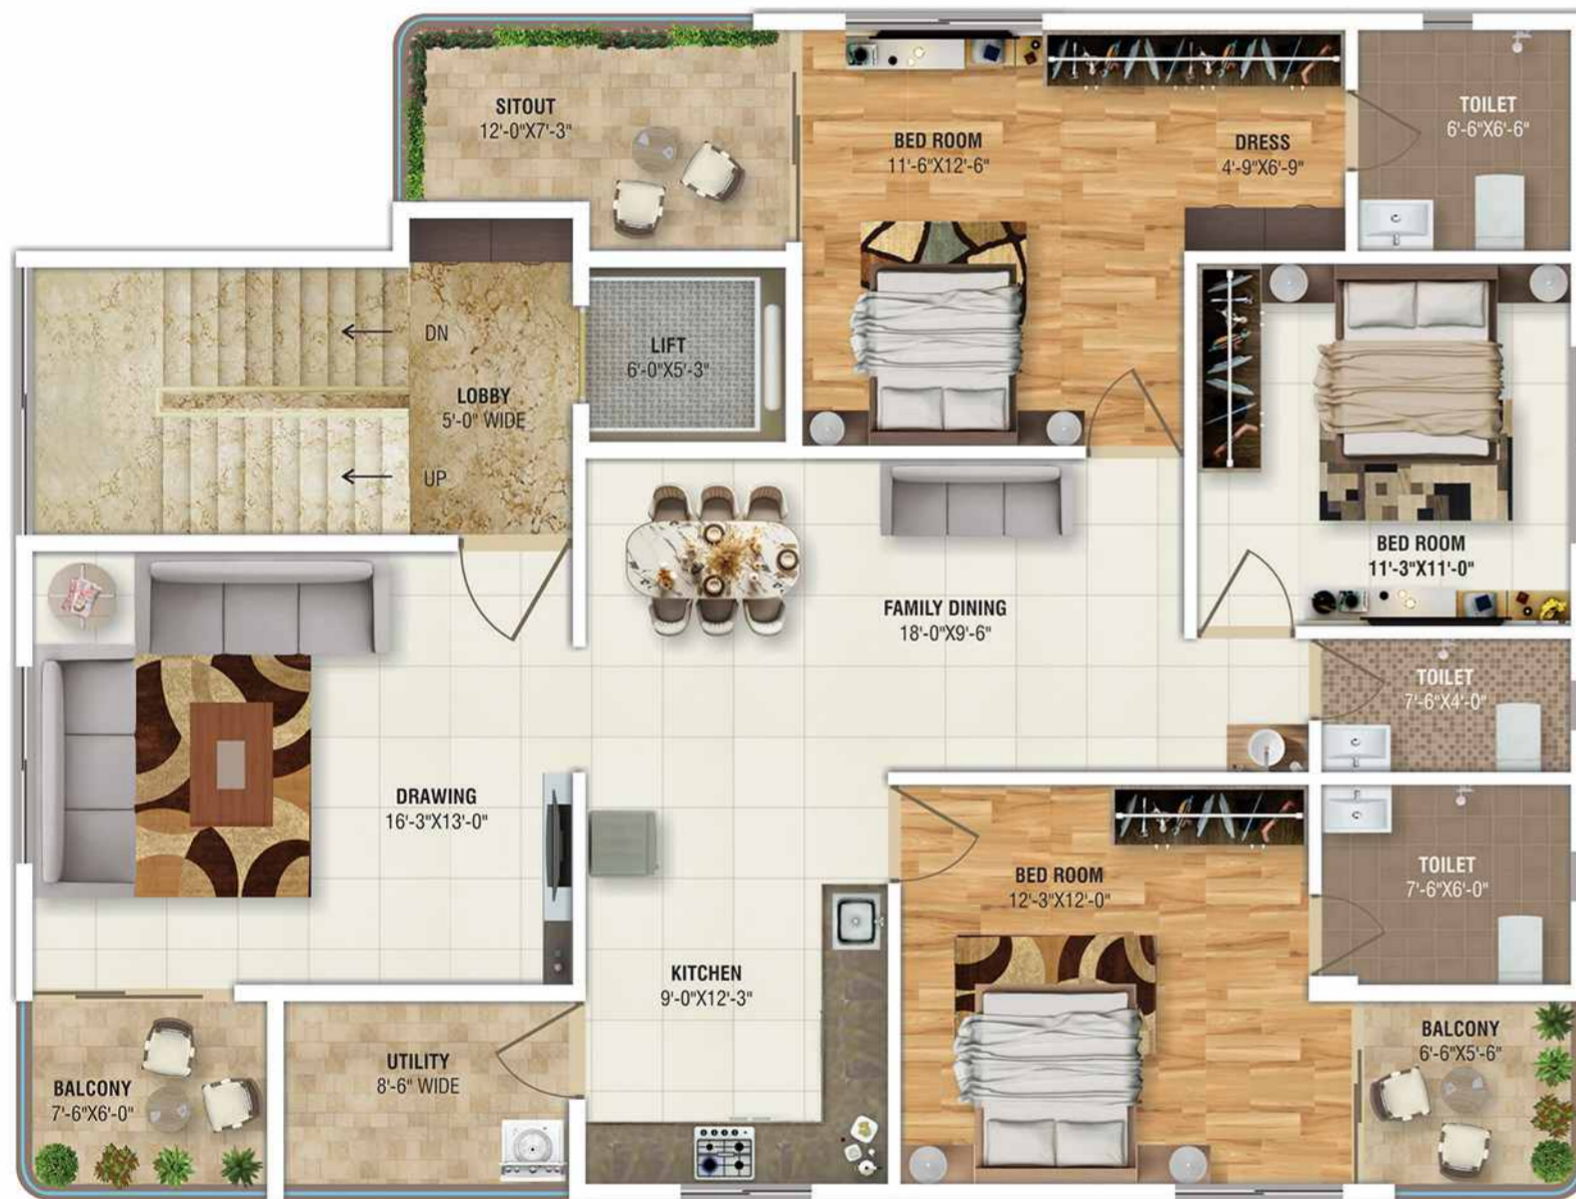 SITOUT
12'-0"X7'-3"
BED ROOM
11'-6"X12'-6"
DRESS
4'-9"X6'-9"
TOILET
6'-6"X6'-6"
DN
LOBBY
5'-0" WIDE
UP
LIFT
6'-0"X5'-3"
BED ROOM
11'-3"X11'-0"
FAMILY DINING
18'-0"X9'-6"
TOILET
7'-6"X4'-0"
DRAWING
16'-3"X13'-0"
BED ROOM
12'-3"X12'-0"
TOILET
7'-6"X6'-0"
KITCHEN
9'-0"X12'-3"
BALCONY
7'-6"X6'-0"
UTILITY
8'-6" WIDE
BALCONY
6'-6"X5'-6"